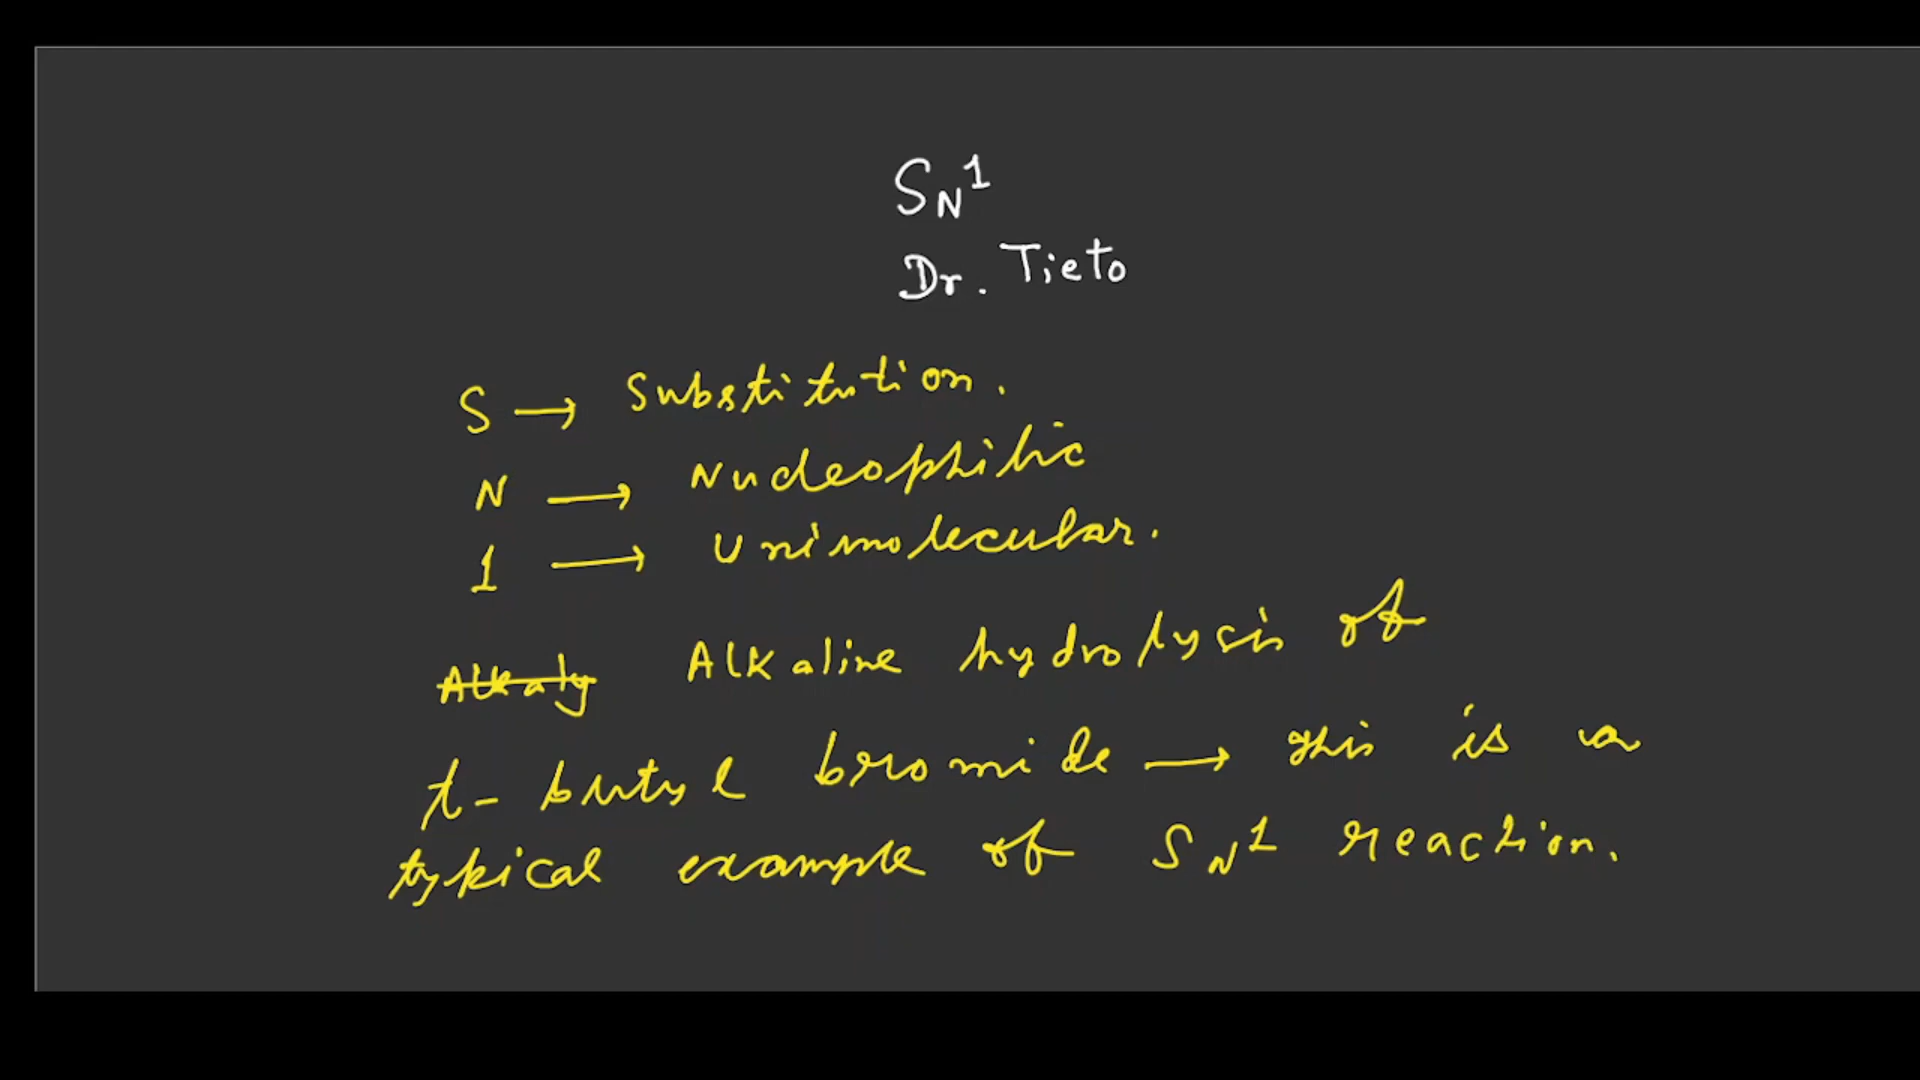 SN1
Dr. Tieto
S → Substitution.
N → Nucleophilic
1 → Unimolecular.
Alkaly Alkaline hydrolysis of
t- butyl bromide → this is a
typical example of SN1 reaction.